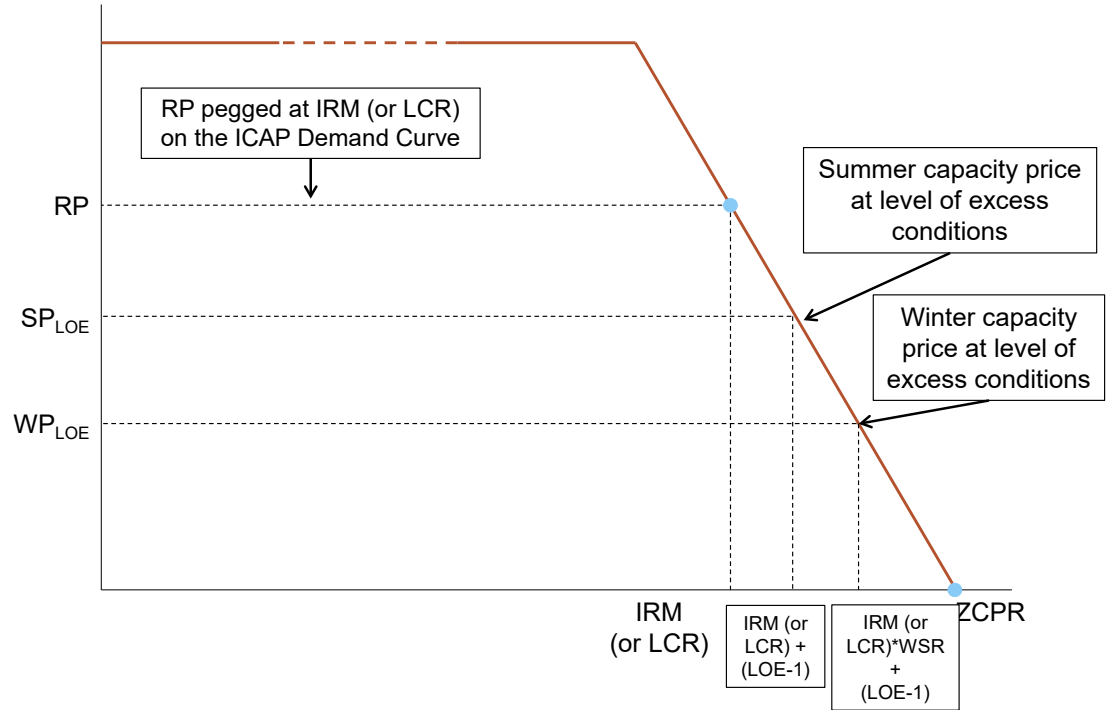 RP pegged at IRM (or LCR)
on the ICAP Demand Curve
Summer capacity price
at level of excess
conditions
RP
SP_LOE
Winter capacity
price at level of
excess conditions
WP_LOE
IRM
(or LCR)
IRM (or
LCR) +
(LOE-1)
IRM (or
LCR)*WSR
+
(LOE-1)
ZCPR